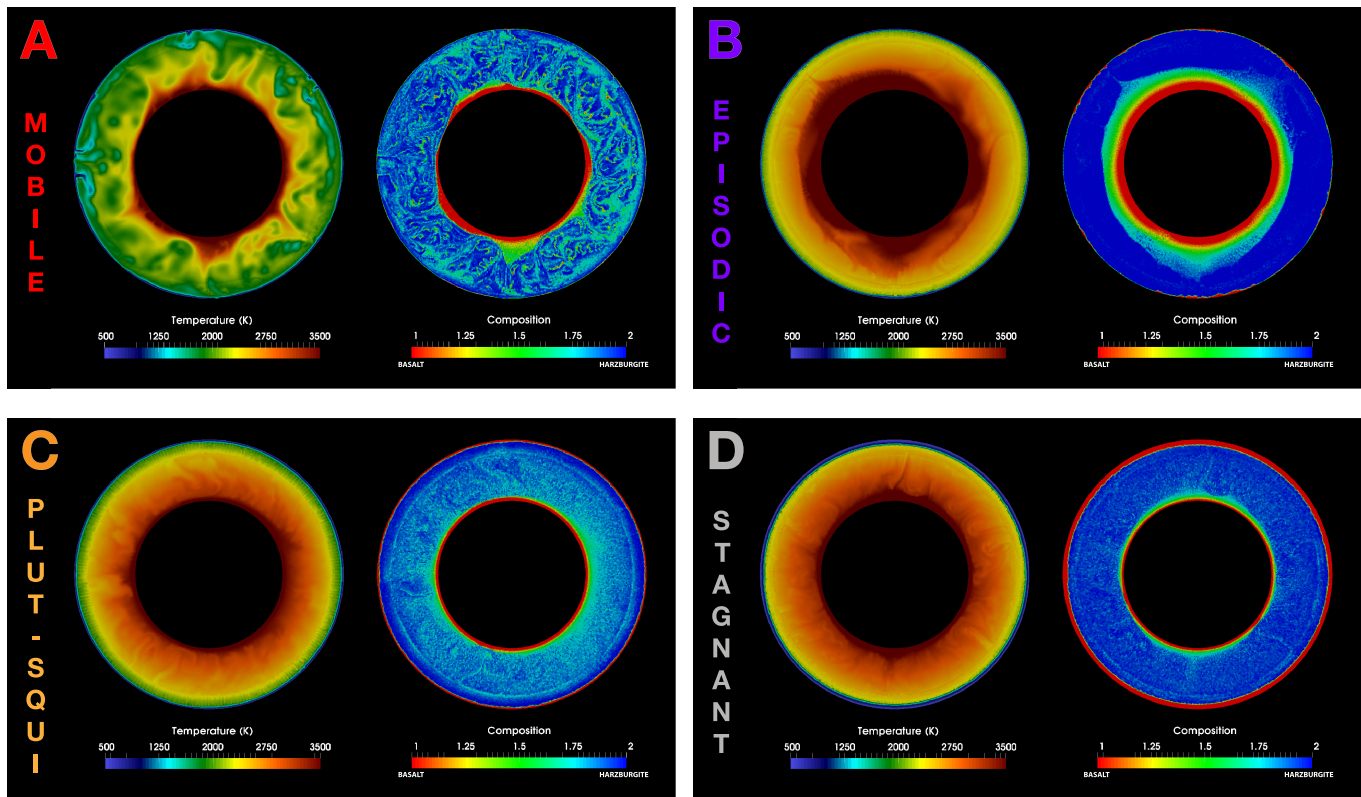 A
MOBILE
Temperature (K)
500 1250 2000 2750 3500
Composition
1 1.25 1.5 1.75 2
BASALT HARZBURGITE
B
EPISODIC
Temperature (K)
500 1250 2000 2750 3500
Composition
1 1.25 1.5 1.75 2
BASALT HARZBURGITE
C
PLUT-SQUI
Temperature (K)
500 1250 2000 2750 3500
Composition
1 1.25 1.5 1.75 2
BASALT HARZBURGITE
D
STAGNANT
Temperature (K)
500 1250 2000 2750 3500
Composition
1 1.25 1.5 1.75 2
BASALT HARZBURGITE